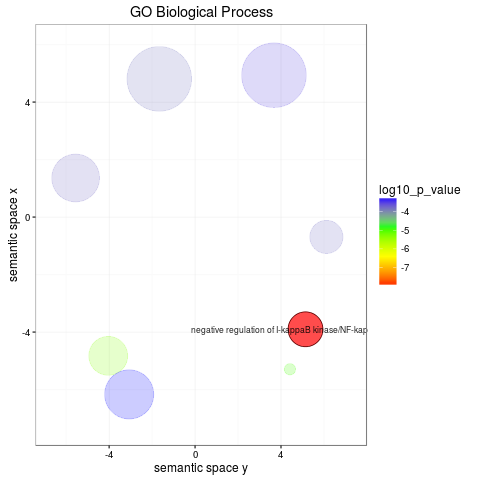 GO Biological Process
4
0
-4
semantic space x
negative regulation of I-kappaB kinase/NF-kap
-4
0
4
semantic space y
log10_p_value
-4
-5
-6
-7